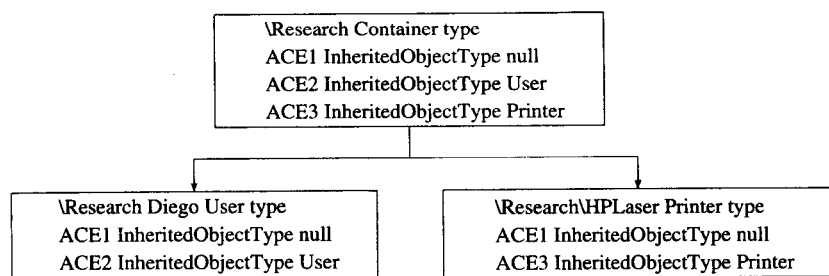 \Research Container type
ACE1 InheritedObjectType null
ACE2 InheritedObjectType User
ACE3 InheritedObjectType Printer
\Research Diego User type
ACE1 InheritedObjectType null
ACE2 InheritedObjectType User
\Research\HPLaser Printer type
ACE1 InheritedObjectType null
ACE3 InheritedObjectType Printer